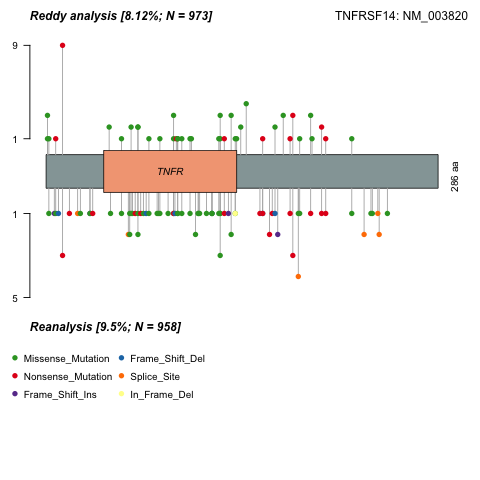 Reddy analysis [8.12%; N = 973]
TNFRSF14: NM_003820
9
1
TNFR
286 aa
1
5
Reanalysis [9.5%; N = 958]
Missense_Mutation
Frame_Shift_Del
Nonsense_Mutation
Splice_Site
Frame_Shift_Ins
In_Frame_Del